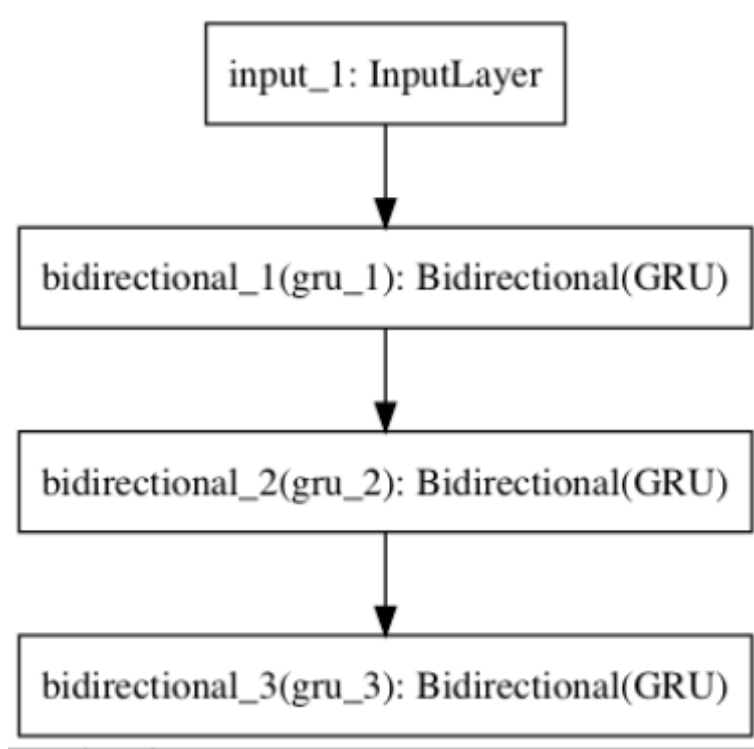 input_1: InputLayer
bidirectional_1(gru_1): Bidirectional(GRU)
bidirectional_2(gru_2): Bidirectional(GRU)
bidirectional_3(gru_3): Bidirectional(GRU)